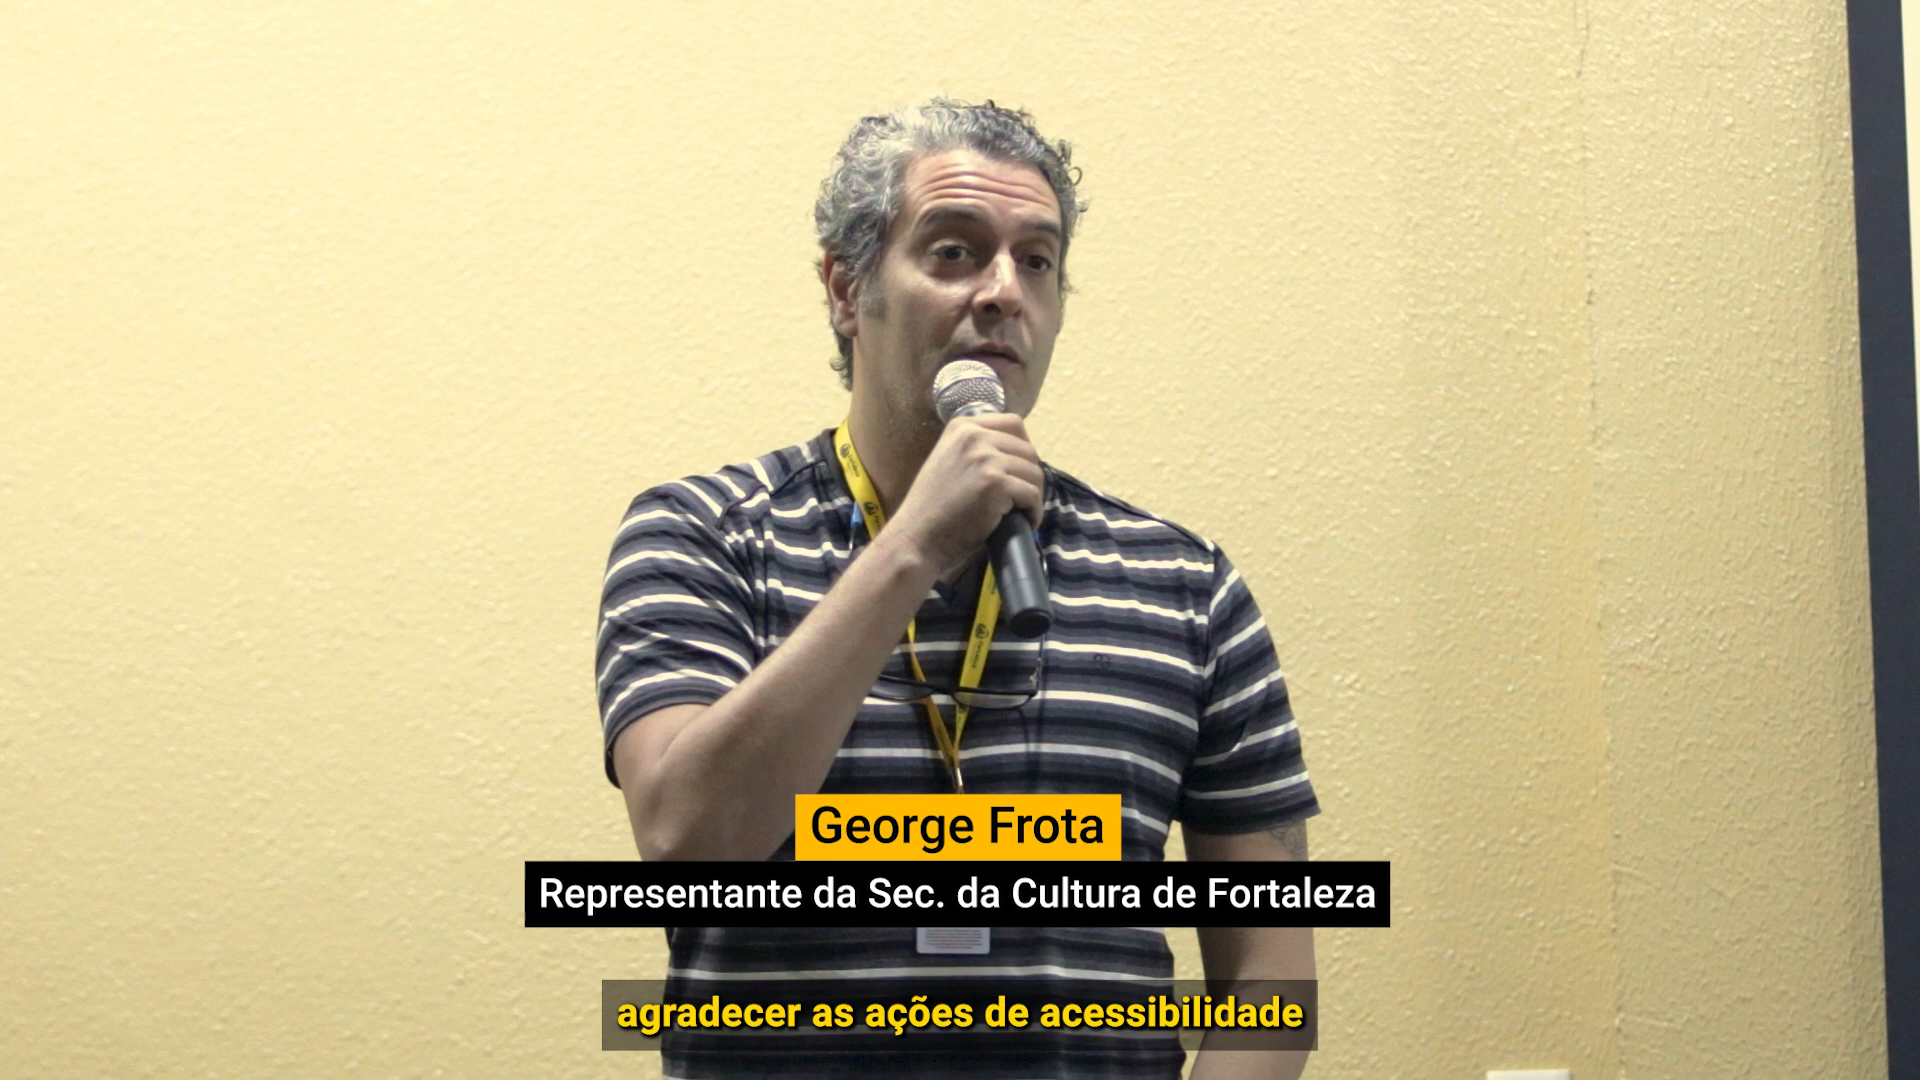 George Frota
Representante da Sec. da Cultura de Fortaleza
agradecer as ações de acessibilidade